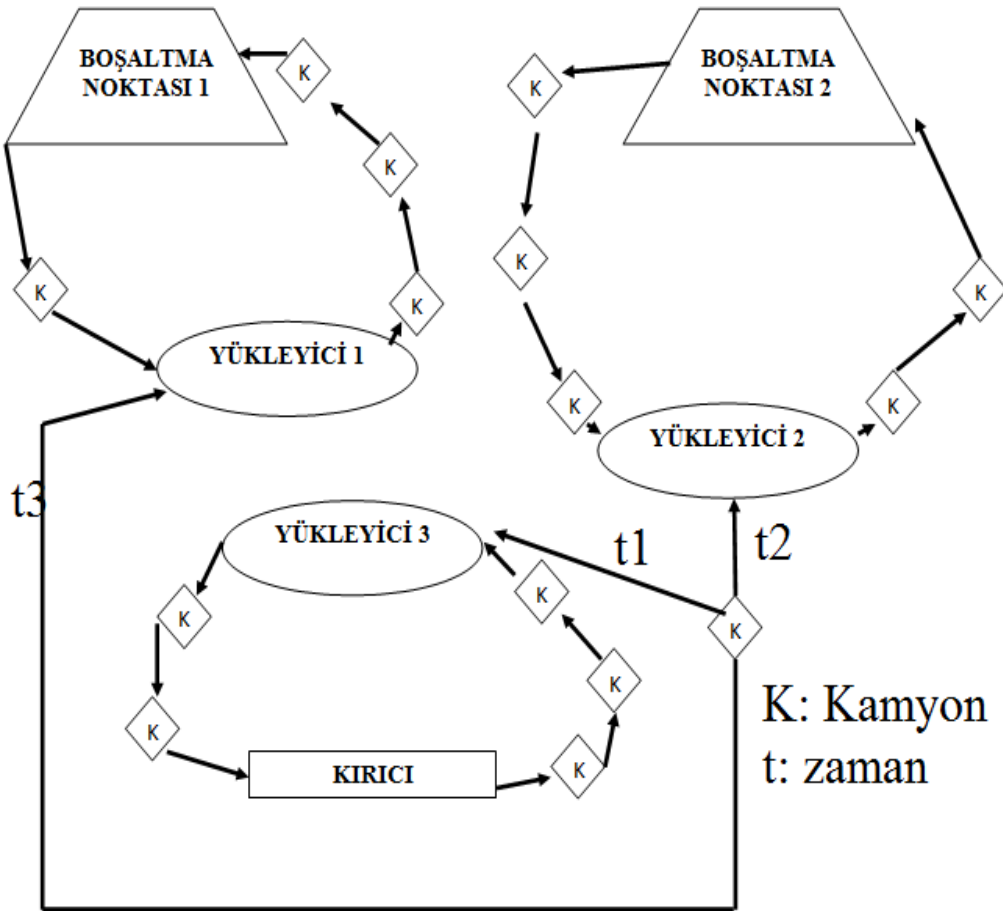 BOŞALTMA
NOKTASI 1
K
K
K
K
YÜKLEYİCİ 1
BOŞALTMA
NOKTASI 2
K
K
K
K
K
YÜKLEYİCİ 2
t3
YÜKLEYİCİ 3
t1
t2
K
K
K
K
K
K
KIRICI
K: Kamyon
t: zaman